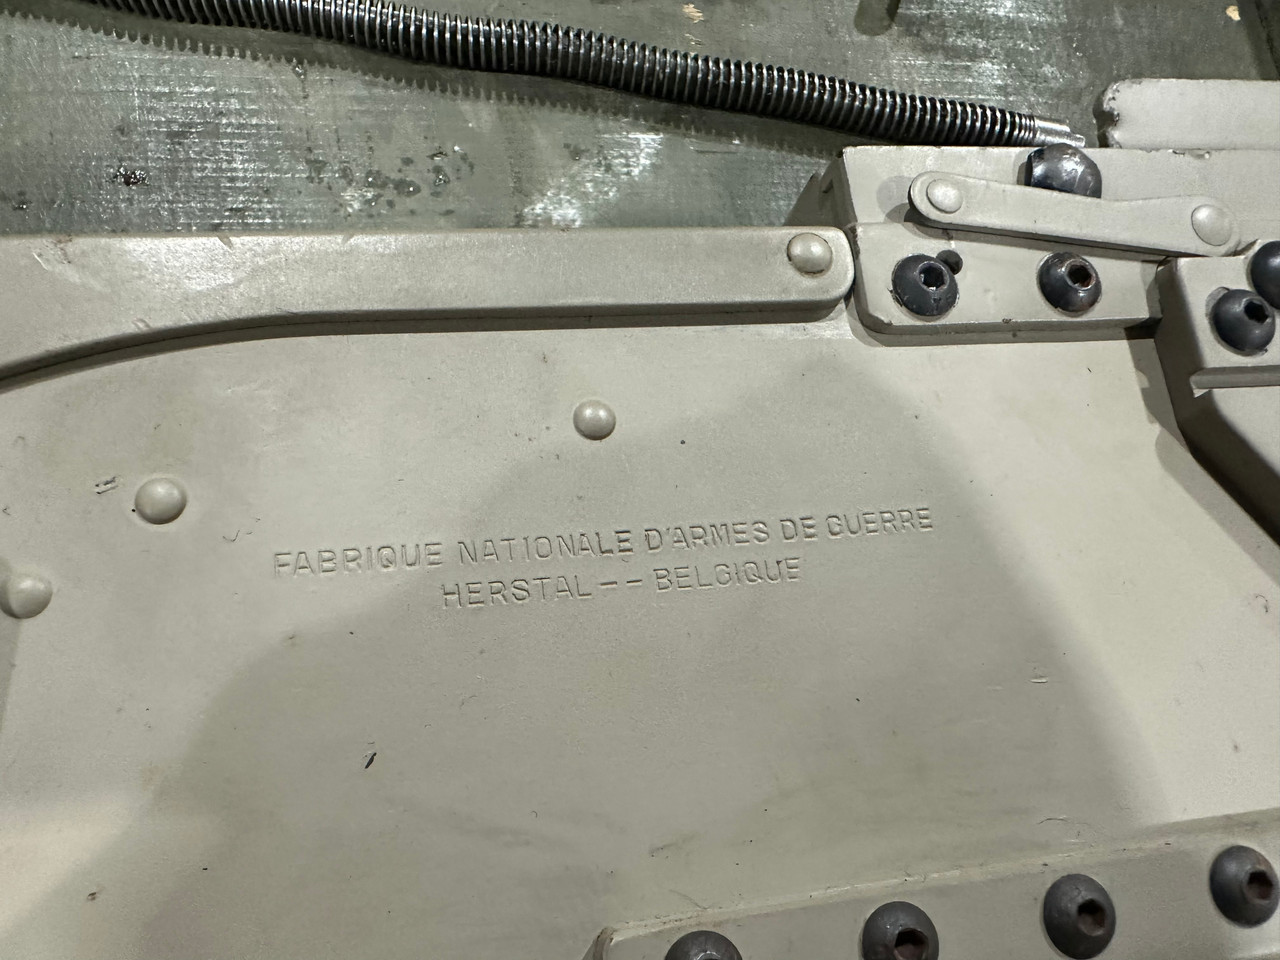 FABRIQUE NATIONALE D'ARMES DE GUERRE
HERSTAL -- BELGIQUE